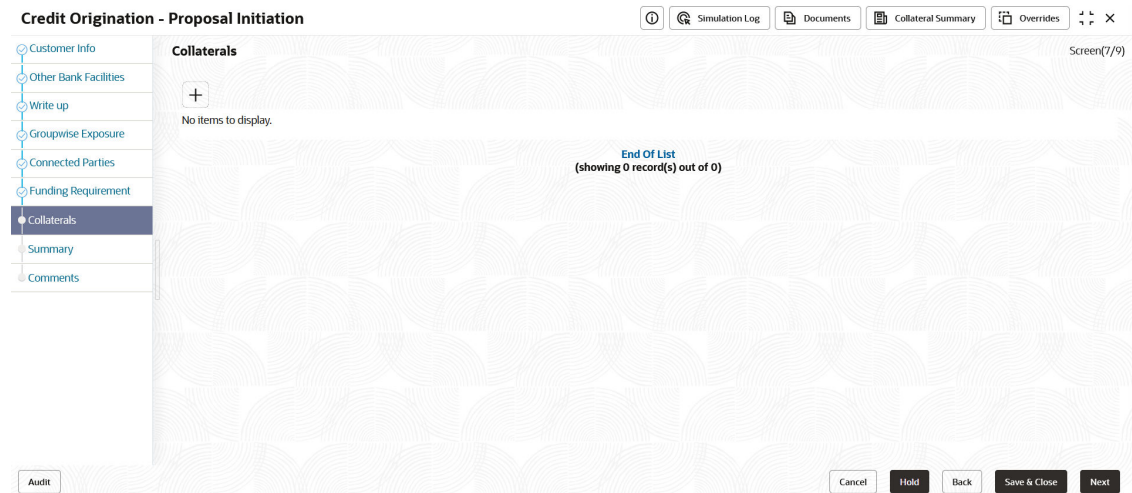 Credit Origination - Proposal Initiation
Simulation Log
Documents
Collateral Summary
Overrides
Customer Info
Other Bank Facilities
Write up
Groupwise Exposure
Connected Parties
Funding Requirement
Collaterals
Summary
Comments
Collaterals
Screen(7/9)
No items to display.
End Of List
(showing 0 record(s) out of 0)
Audit
Cancel
Hold
Back
Save & Close
Next